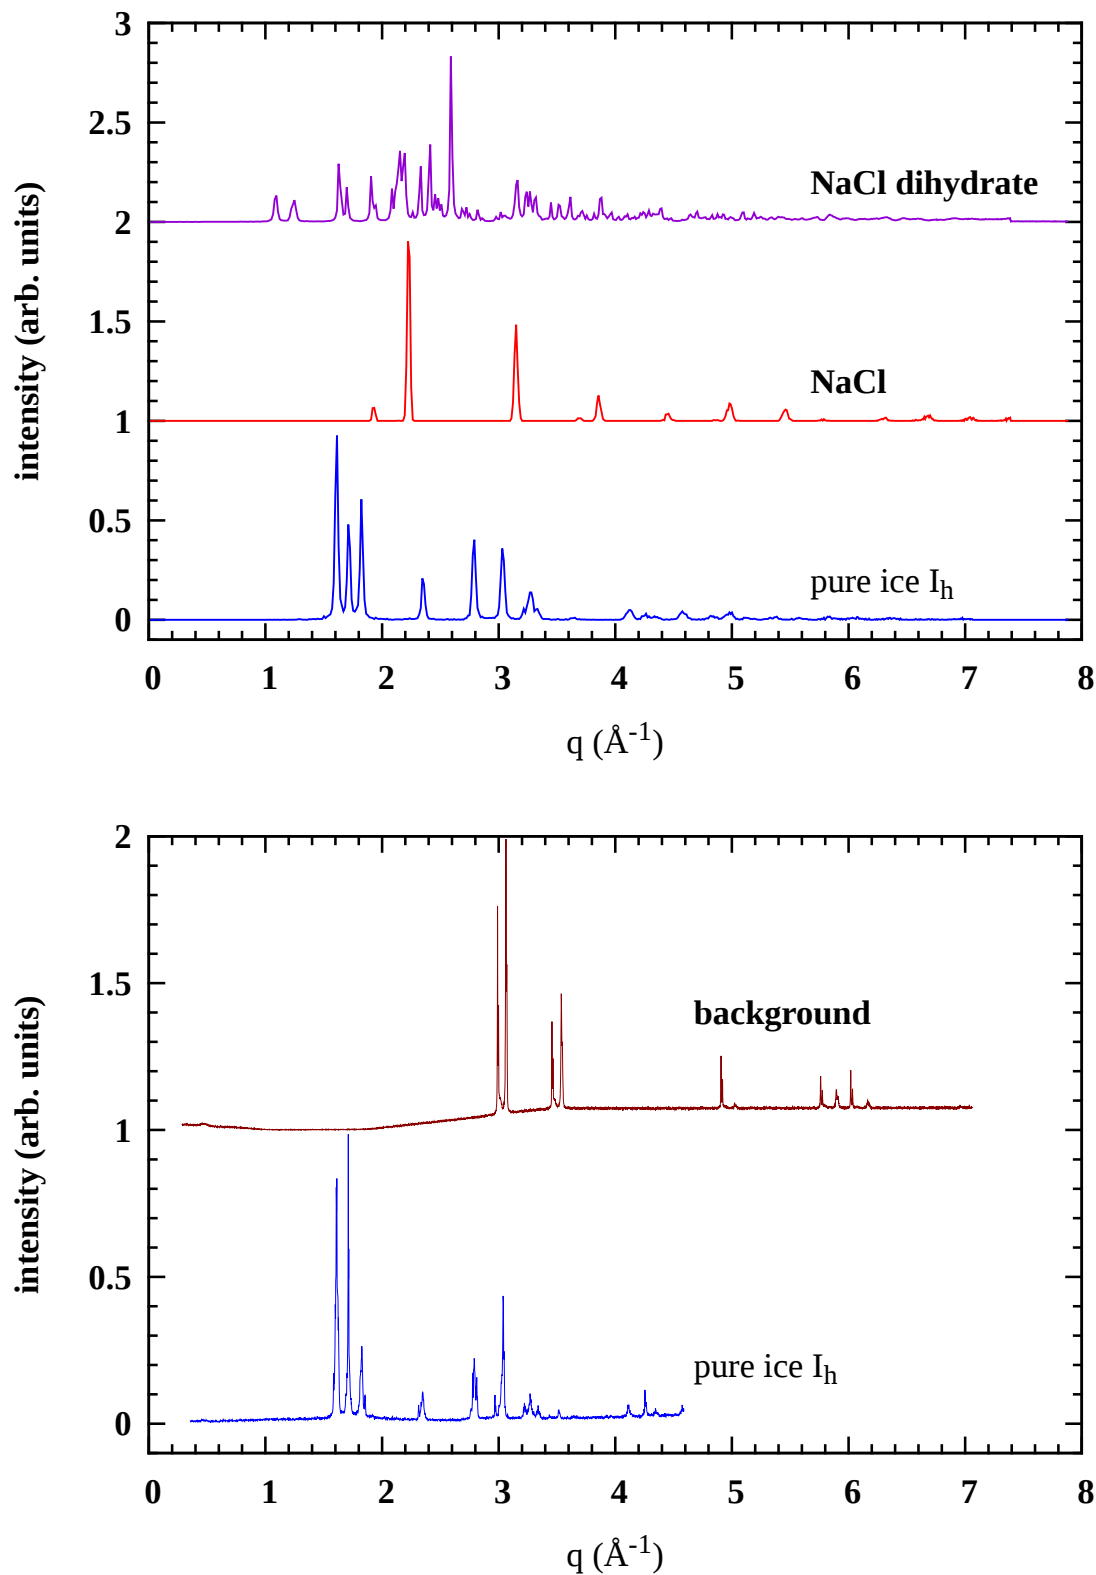 3
2.5
2
1.5
1
0.5
0
intensity (arb. units)
NaCl dihydrate
NaCl
pure ice Ih
0 1 2 3 4 5 6 7 8
q (Å-1)
2
1.5
1
0.5
0
intensity (arb. units)
background
pure ice Ih
0 1 2 3 4 5 6 7 8
q (Å-1)